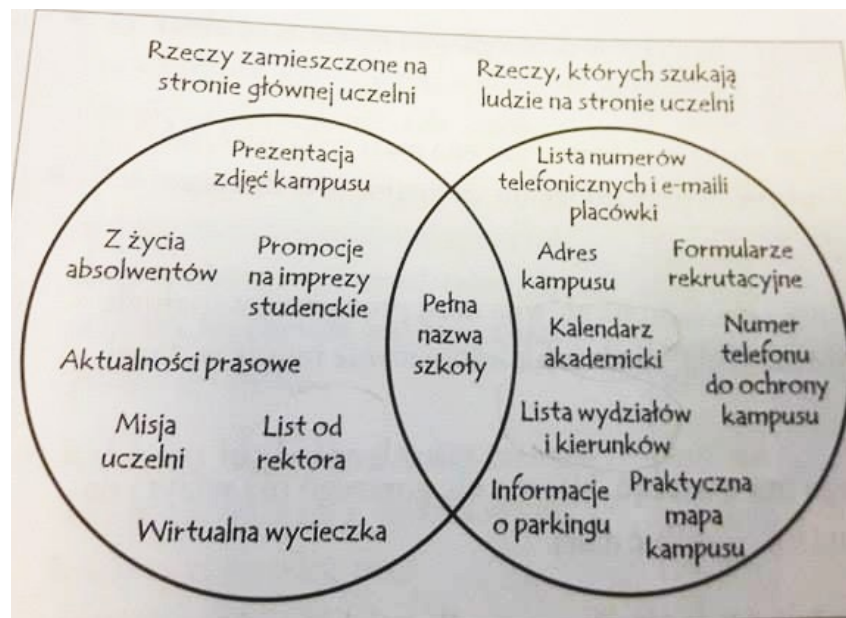 Rzeczy zamieszczone na
stronie głównej uczelni
Rzeczy, których szukają
ludzie na stronie uczelni
Prezentacja
zdjęć kampusu
Z życia
absolwentów
Promocje
na imprezy
studenckie
Aktualności prasowe
Misja
uczelni
List od
rektora
Wirtualna wycieczka
Pełna
nazwa
szkoły
Lista numerów
telefonicznych i e-maili
placówki
Adres
kampusu
Formularze
rekrutacyjne
Kalendarz
akademicki
Numer
telefonu
do ochrony
kampusu
Lista wydziałów
i kierunków
Informacje
o parkingu
Praktyczna
mapa
kampusu